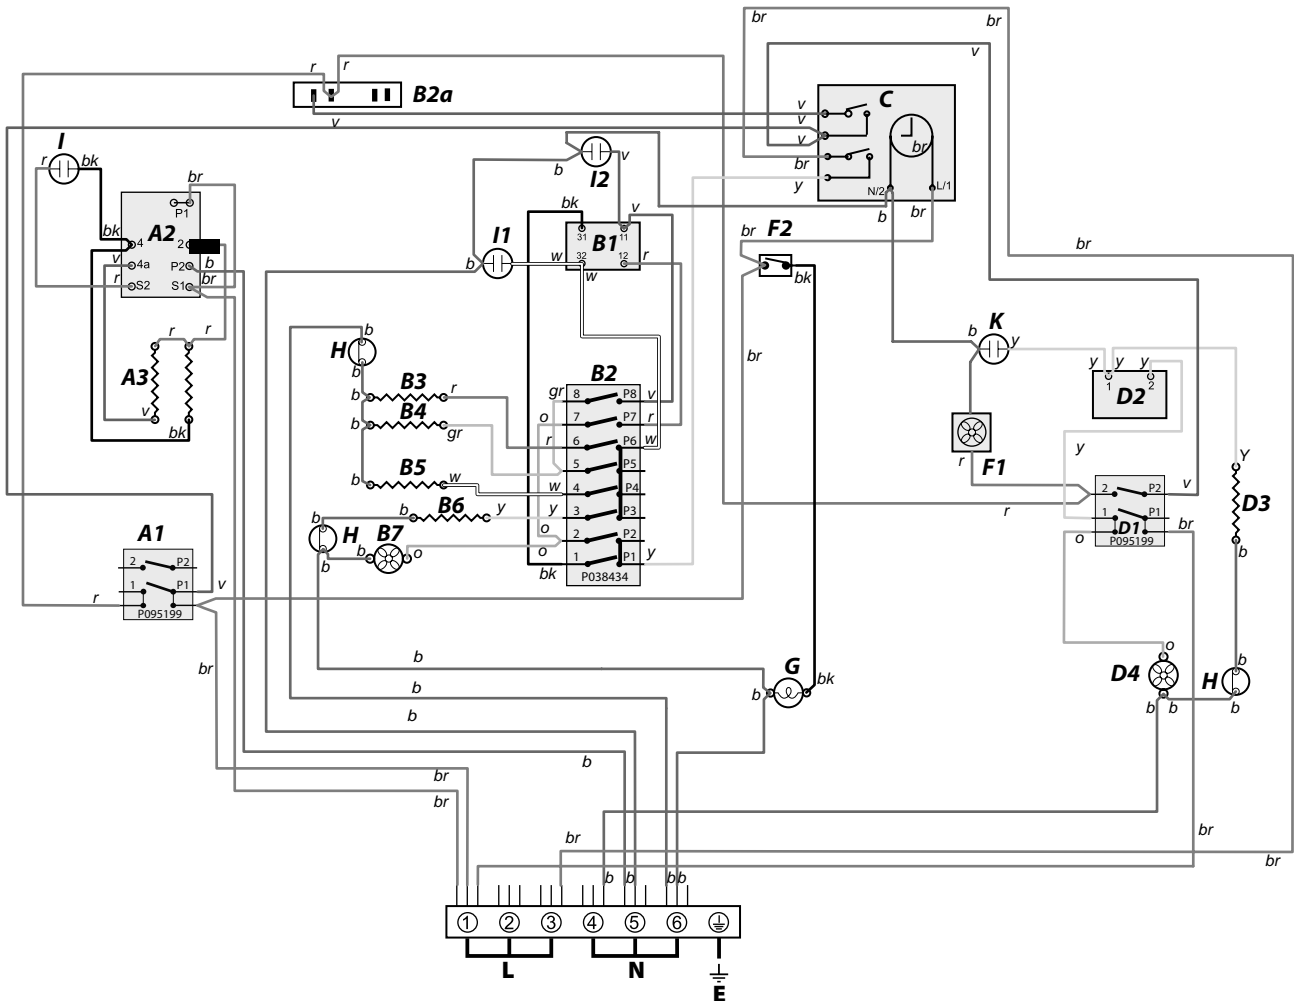 br
br
r
r
v
B2a
C
v
v
v
v
br
br
y
N/2
L/1
b
br
I
r
bk
br
b
v
I2
P1
bk
A2
4
2
b
v
4a
P2
r
S2
S1
br
bk
v
31
11
I1
B1
w
32
12
r
b
w
br
F2
bk
br
b
K
y
y
y
y
1
2
D2
r
r
A3
v
bk
H
b
b
br
b
B3
r
b
B4
gr
b
B5
w
B2
gr
8
P8
v
o
7
P7
r
r
6
P6
w
5
P5
w
4
P4
3
P3
y
2
P2
o
o
1
P1
y
bk
P038434
F1
r
y
Y
D3
b
r
2
P2
v
1
P1
D1
br
o
P095199
b
B6
y
b
H
B7
b
o
b
A1
2
P2
1
P1
v
r
P095199
br
b
b
b
b
G
b
bk
o
D4
b
b
b
H
b
br
br
br
br
br
b
b
b
b
b
1
2
3
4
5
6
L
N
E